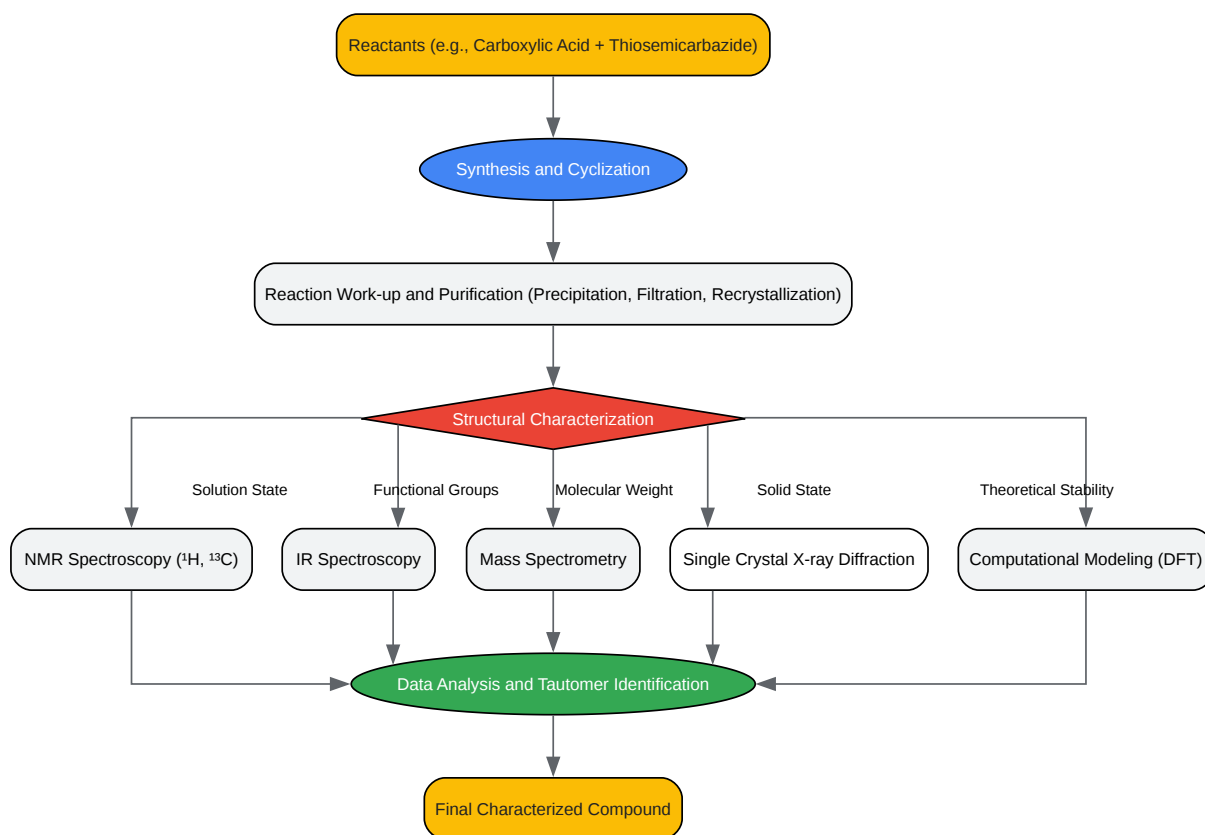 Reactants (e.g., Carboxylic Acid + Thiosemicarbazide)
Synthesis and Cyclization
Reaction Work-up and Purification (Precipitation, Filtration, Recrystallization)
Structural Characterization
Solution State
Functional Groups
Molecular Weight
Solid State
Theoretical Stability
NMR Spectroscopy (¹H, ¹³C)
IR Spectroscopy
Mass Spectrometry
Single Crystal X-ray Diffraction
Computational Modeling (DFT)
Data Analysis and Tautomer Identification
Final Characterized Compound